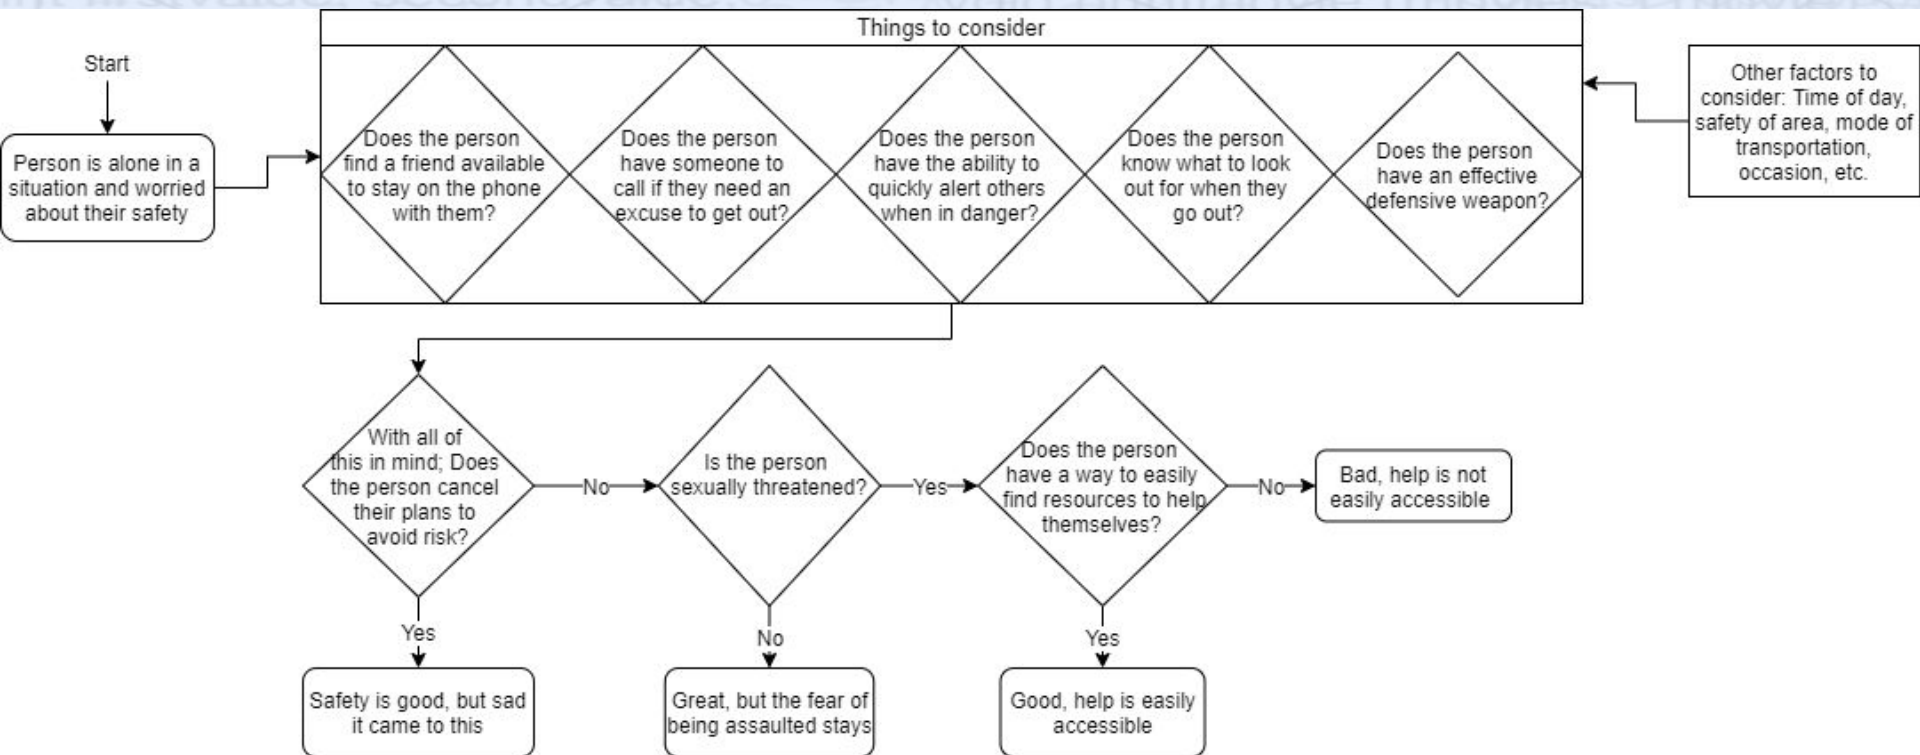 Things to consider
Start
Person is alone in a
situation and worried
about their safety
Does the person
find a friend available
to stay on the phone
with them?
Does the person
have someone to
call if they need an
excuse to get out?
Does the person
have the ability to
quickly alert others
when in danger?
Does the person
know what to look
out for when they
go out?
Does the person
have an effective
defensive weapon?
Other factors to
consider: Time of day,
safety of area, mode of
transportation,
occasion, etc.
With all of
this in mind; Does
the person cancel
their plans to
avoid risk?
No
Is the person
sexually threatened?
Yes
Does the person
have a way to easily
find resources to help
themselves?
No
Bad, help is not
easily accessible
Yes
No
Yes
Safety is good, but sad
it came to this
Great, but the fear of
being assaulted stays
Good, help is easily
accessible